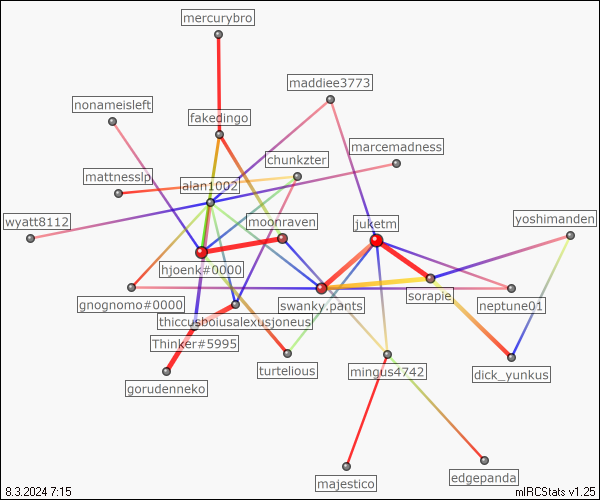 mercurybro
maddiee3773
nonameisleft
fakedingo
marcemadness
chunkzter
mattnesslp
alan1002
wyatt8112
moonraven
juketm
yoshimanden
hjoenk#0000
gnognomo#0000
swanky.pants
sorapie
neptune01
thiccusboiusalexusjoneus
Thinker#5995
turtelious
mingus4742
dick_yunkus
gorudenneko
majestico
edgepanda
8.3.2024 7:15
mIRCStats v1.25